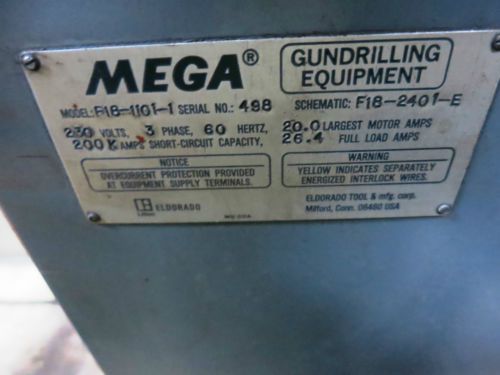 MEGA®
GUNDRILLING
EQUIPMENT
MODEL: F18-1101-1 SERIAL NO.: 498
SCHEMATIC: F18-2401-E
230 VOLTS, 3 PHASE, 60 HERTZ, 20.0 LARGEST MOTOR AMPS
200K AMPS SHORT-CIRCUIT CAPACITY, 26.4 FULL LOAD AMPS
NOTICE
OVERCURRENT PROTECTION PROVIDED
AT EQUIPMENT SUPPLY TERMINALS.
WARNING
YELLOW INDICATES SEPARATELY
ENERGIZED INTERLOCK WIRES.
ELDORADO
Litton
ELDORADO TOOL & mfg. corp.
Milford, Conn. 06460 USA